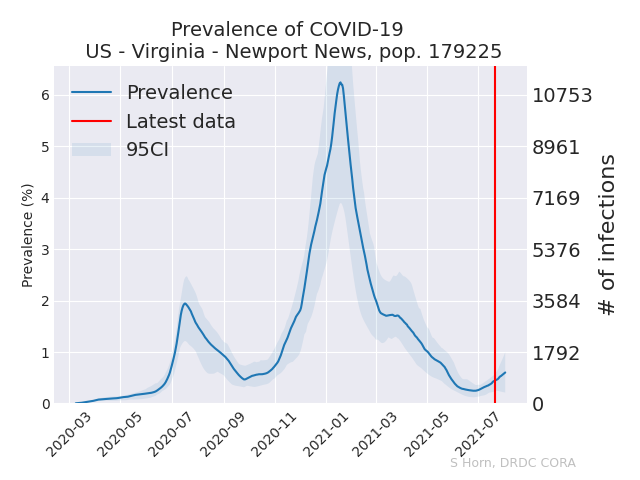 Prevalence of COVID-19
US - Virginia - Newport News, pop. 179225
Prevalence
Latest data
95CI
Prevalence (%)
6
5
4
3
2
1
0
10753
8961
7169
5376
3584
1792
0
# of infections
2020-03
2020-05
2020-07
2020-09
2020-11
2021-01
2021-03
2021-05
2021-07
S Horn, DRDC CORA